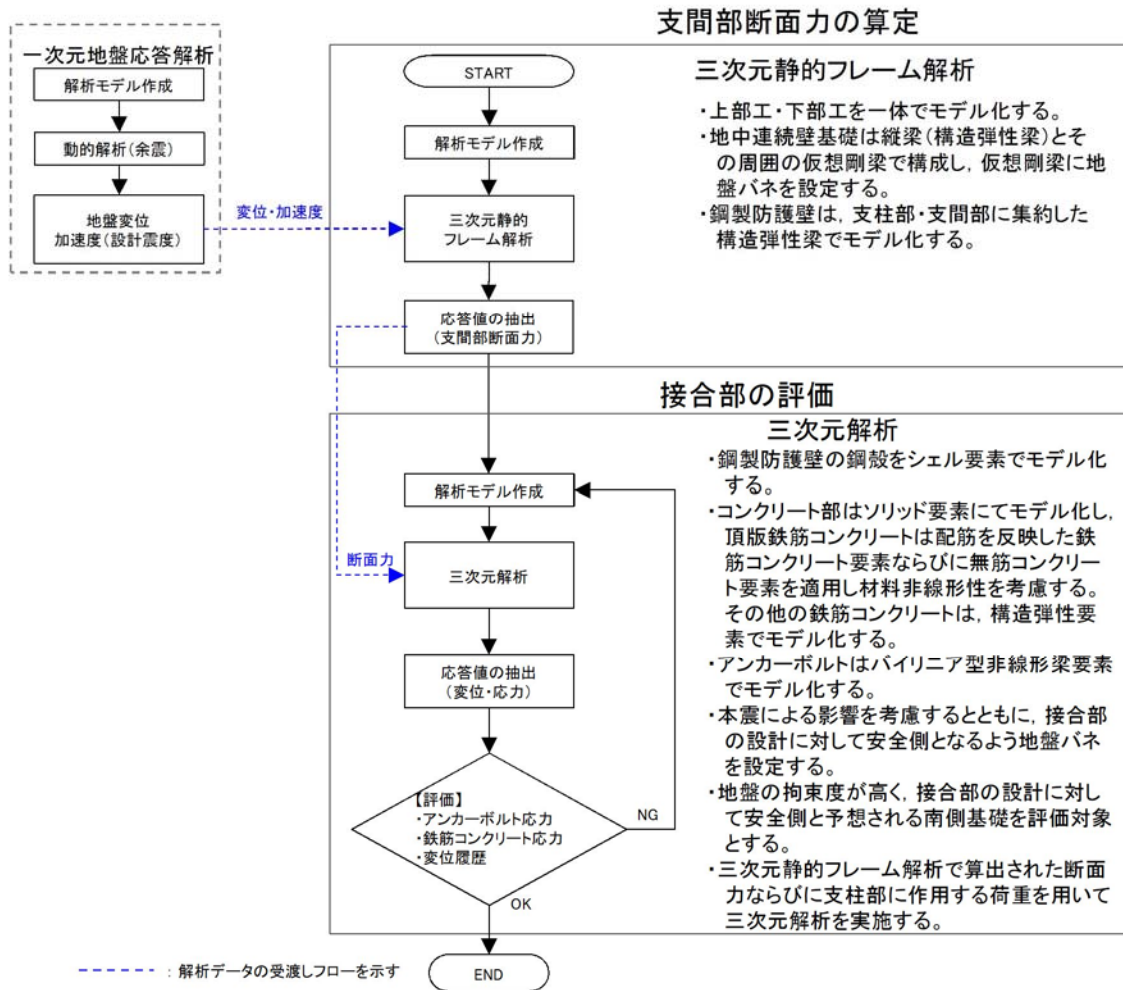 支間部断面力の算定
一次元地盤応答解析
解析モデル作成
動的解析(余震)
地盤変位
加速度(設計震度)
変位・加速度
START
解析モデル作成
三次元静的
フレーム解析
応答値の抽出
(支間部断面力)
三次元静的フレーム解析
・上部工・下部工を一体でモデル化する。
・地中連続壁基礎は縦梁(構造弾性梁)とそ
の周囲の仮想剛梁で構成し, 仮想剛梁に地
盤バネを設定する。
・鋼製防護壁は, 支柱部・支間部に集約した
構造弾性梁でモデル化する。
接合部の評価
解析モデル作成
断面力
三次元解析
応答値の抽出
(変位・応力)
【評価】
・アンカーボルト応力
・鉄筋コンクリート応力
・変位履歴
NG
OK
END
三次元解析
・鋼製防護壁の鋼殻をシェル要素でモデル化
する。
・コンクリート部はソリッド要素にてモデル化し,
頂版鉄筋コンクリートは配筋を反映した鉄
筋コンクリート要素ならびに無筋コンクリー
ト要素を適用し材料非線形性を考慮する。
その他の鉄筋コンクリートは, 構造弾性要
素でモデル化する。
・アンカーボルトはバイリニア型非線形梁要素
でモデル化する。
・本震による影響を考慮するとともに, 接合部
の設計に対して安全側となるよう地盤バネ
を設定する。
・地盤の拘束度が高く, 接合部の設計に対し
て安全側と予想される南側基礎を評価対象
とする。
・三次元静的フレーム解析で算出された断面
力ならびに支柱部に作用する荷重を用いて
三次元解析を実施する。
: 解析データの受渡しフローを示す